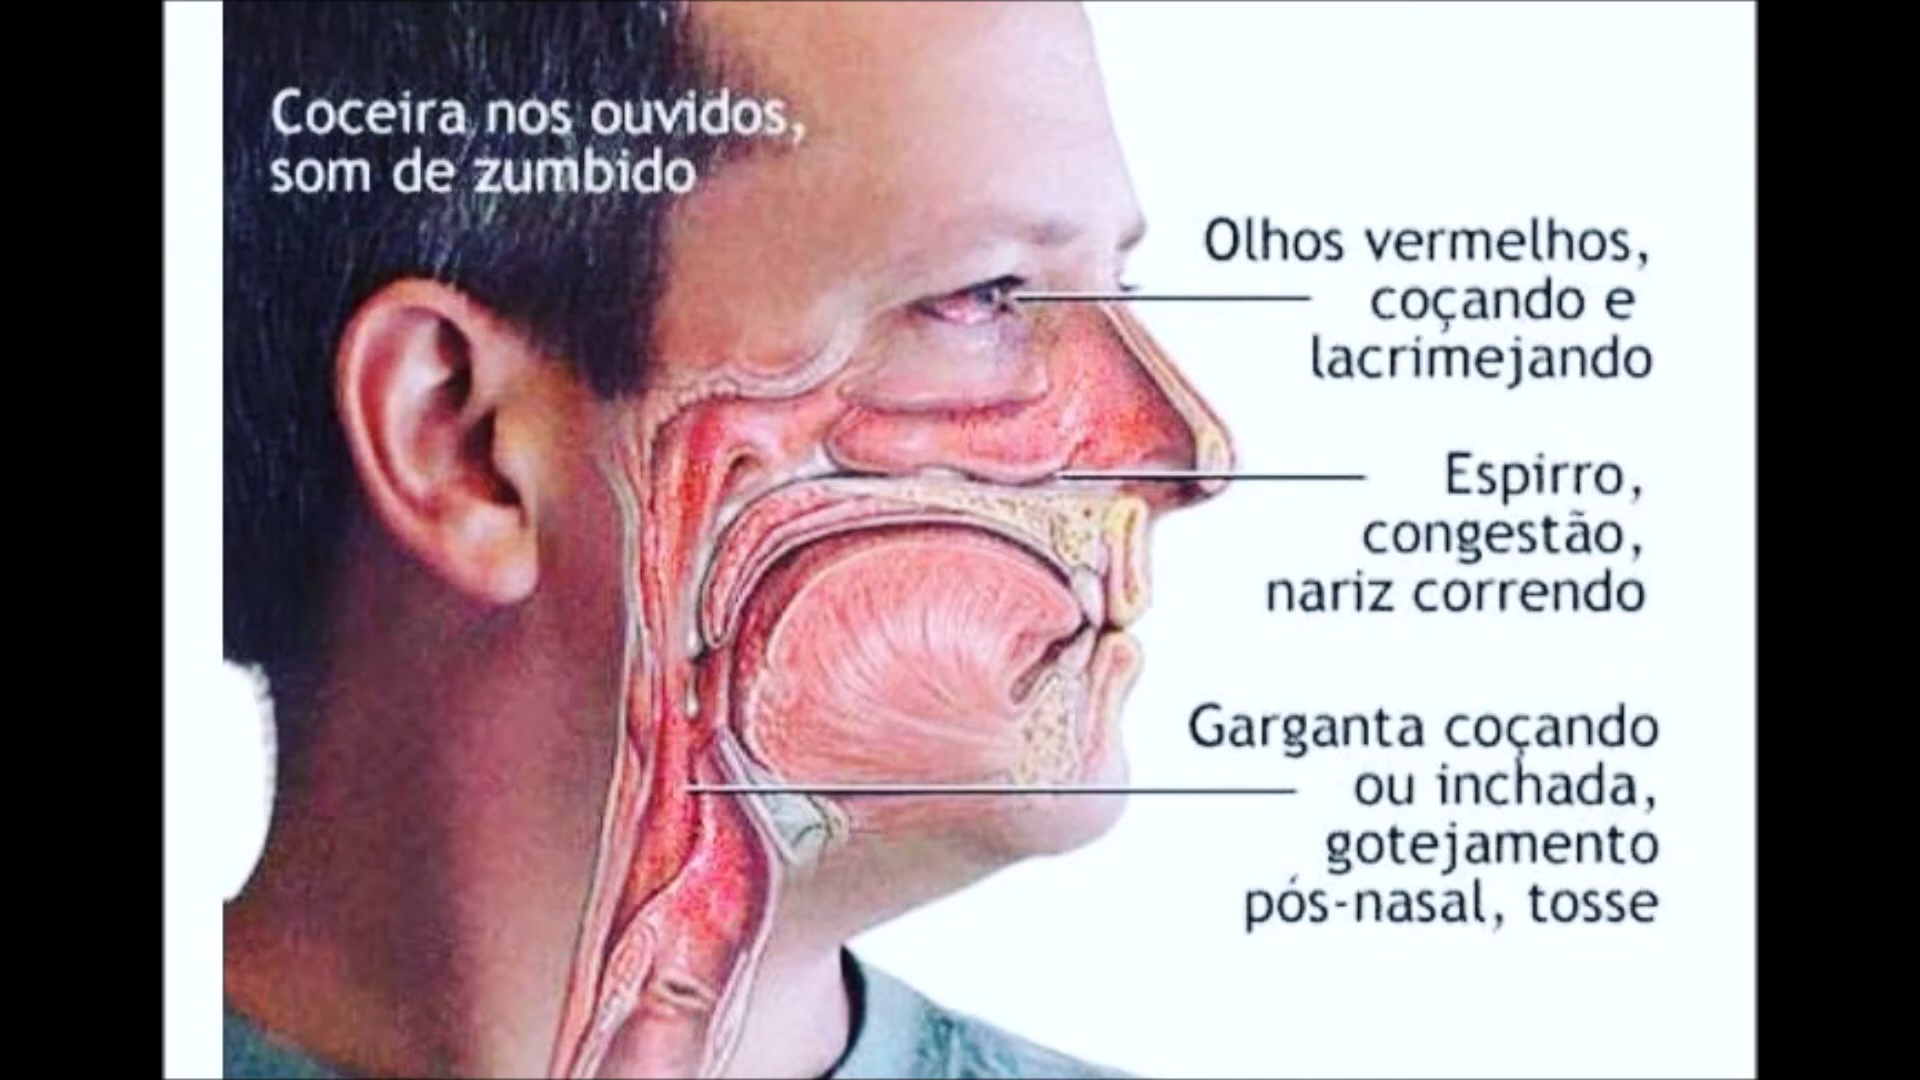 Coceira nos ouvidos,
som de zumbido
Olhos vermelhos,
coçando e
lacrimejando
Espirro,
congestão,
nariz correndo
Garganta coçando
ou inchada,
gotejamento
pós-nasal, tosse